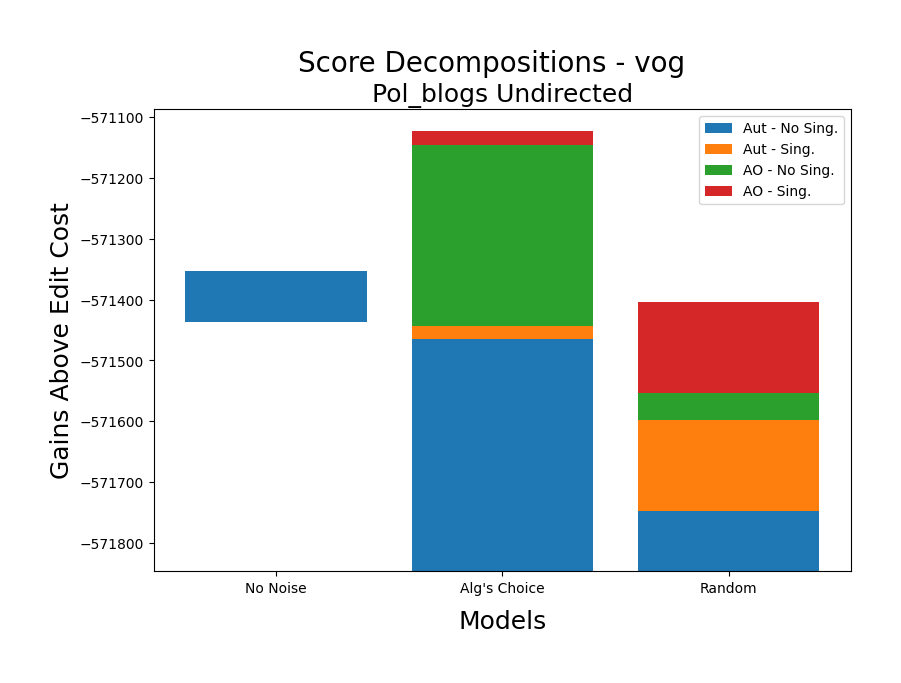 Score Decompositions - vog
Pol_blogs Undirected
Gains Above Edit Cost
−571100
−571200
−571300
−571400
−571500
−571600
−571700
−571800
Aut - No Sing.
Aut - Sing.
AO - No Sing.
AO - Sing.
No Noise
Alg's Choice
Random
Models